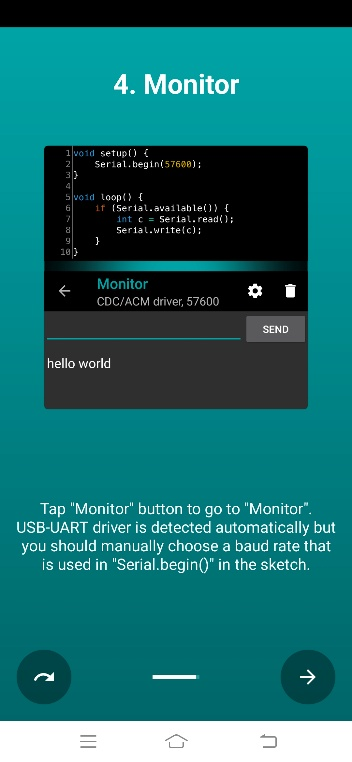 4. Monitor
1 void setup() {
2     Serial.begin(57600);
3 }
4
5 void loop() {
6     if (Serial.available()) {
7         int c = Serial.read();
8         Serial.write(c);
9     }
10 }
Monitor
CDC/ACM driver, 57600
SEND
hello world
Tap "Monitor" button to go to "Monitor".
USB-UART driver is detected automatically but
you should manually choose a baud rate that
is used in "Serial.begin()" in the sketch.